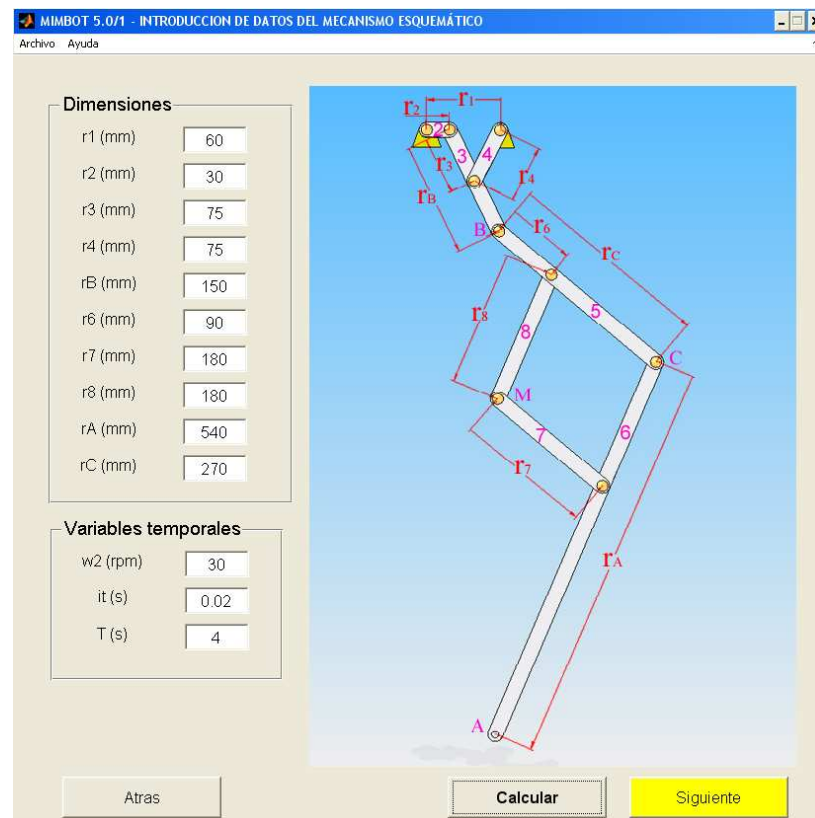 MIMBOT 5.0/1 - INTRODUCCION DE DATOS DEL MECANISMO ESQUEMÁTICO
Archivo Ayuda
Dimensiones
r1 (mm) 60
r2 (mm) 30
r3 (mm) 75
r4 (mm) 75
rB (mm) 150
r6 (mm) 90
r7 (mm) 180
r8 (mm) 180
rA (mm) 540
rC (mm) 270
Variables temporales
w2 (rpm) 30
it (s) 0.02
T (s) 4
r1
r2
2
3
4
r3
r4
rB
B
r6
rC
5
r8
8
C
M
7
6
r7
rA
A
Atras
Calcular
Siguiente